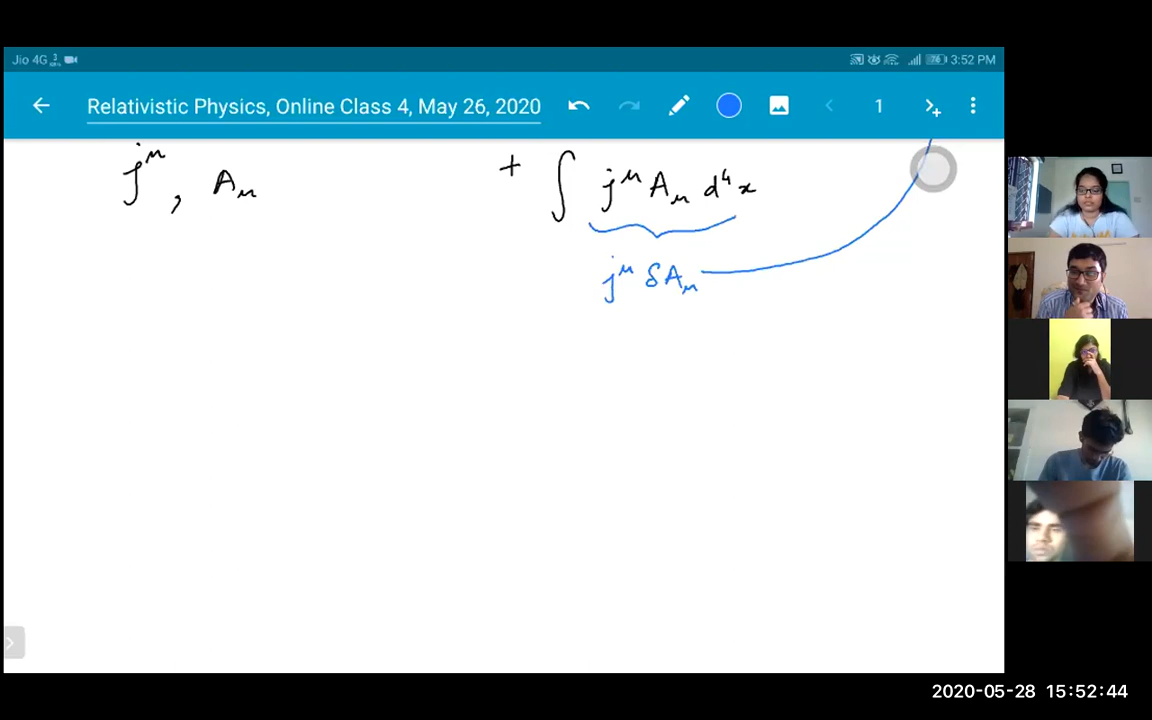 Jio 4G 3:52 PM
Relativistic Physics, Online Class 4, May 26, 2020 1
j^μ , A_μ + ∫ j^μ A_μ d⁴x
j^μ δA_μ
2020-05-28 15:52:44